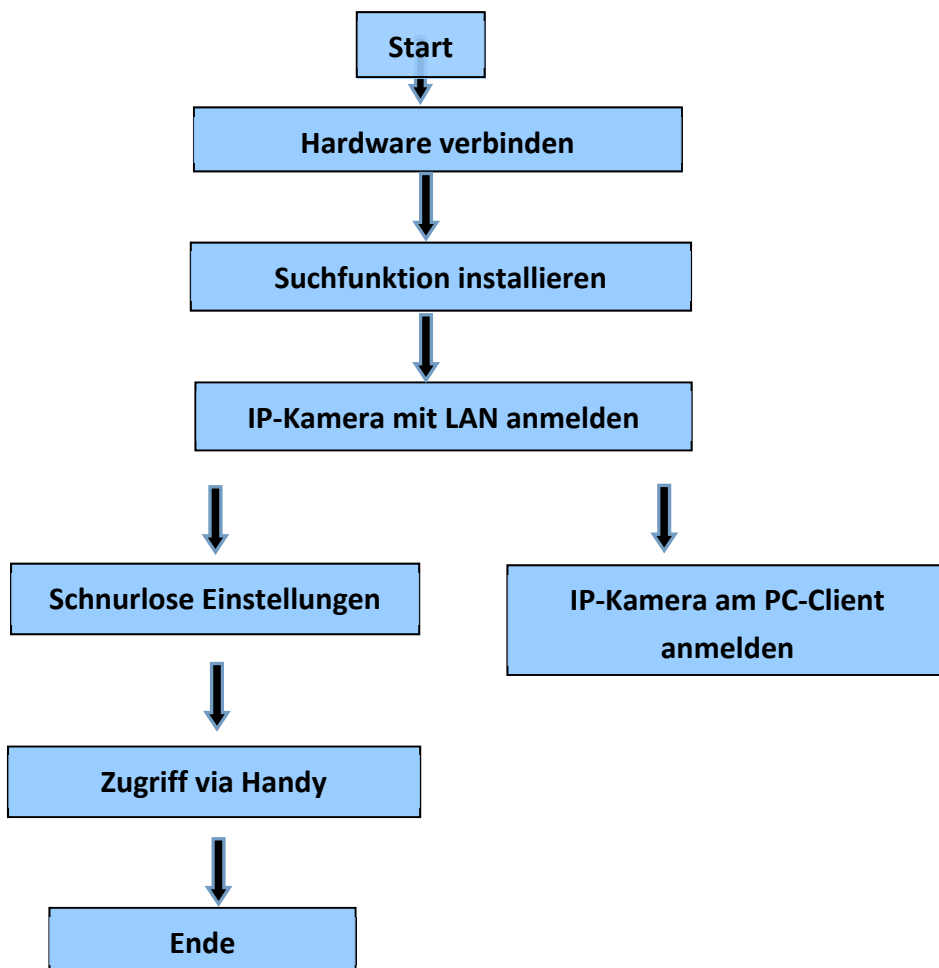 Start
Hardware verbinden
Suchfunktion installieren
IP-Kamera mit LAN anmelden
Schnurlose Einstellungen
IP-Kamera am PC-Client
anmelden
Zugriff via Handy
Ende